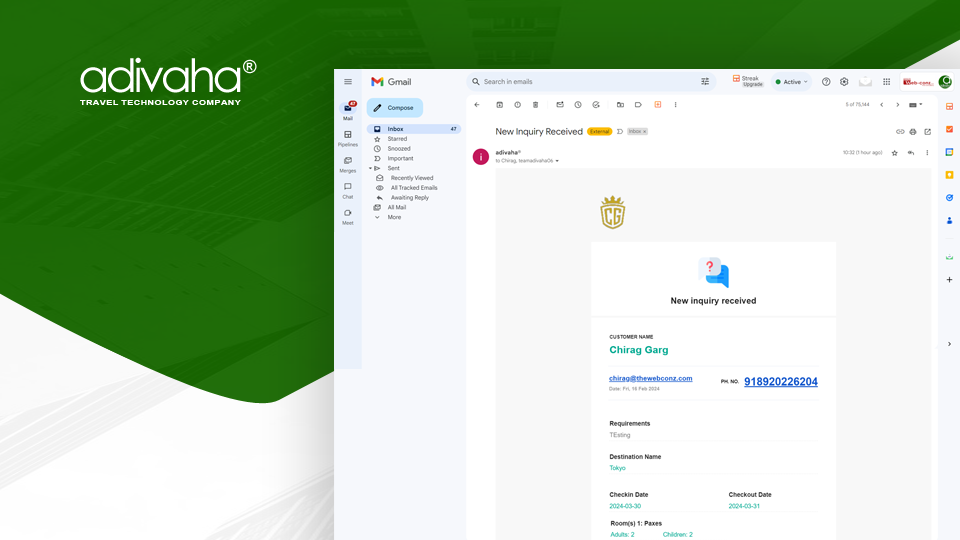 adivaha®
TRAVEL TECHNOLOGY COMPANY
Gmail
Search in emails
Streak
Upgrade
Active
47
Mail
Pipelines
Merges
Chat
Meet
Compose
Inbox 47
Starred
Snoozed
Important
Sent
Recently Viewed
All Tracked Emails
Awaiting Reply
All Mail
More
5 of 75,144
New Inquiry Received External Inbox ×
i
adivaha®
to Chirag, teamadivaha06
10:32 (1 hour ago)
CG
?
New inquiry received
CUSTOMER NAME
Chirag Garg
chirag@thewebconz.com
PH. NO. 918920226204
Date: Fri, 16 Feb 2024
Requirements
TEsting
Destination Name
Tokyo
Checkin Date Checkout Date
2024-03-30 2024-03-31
Room(s) 1: Paxes
Adults: 2 Children: 2